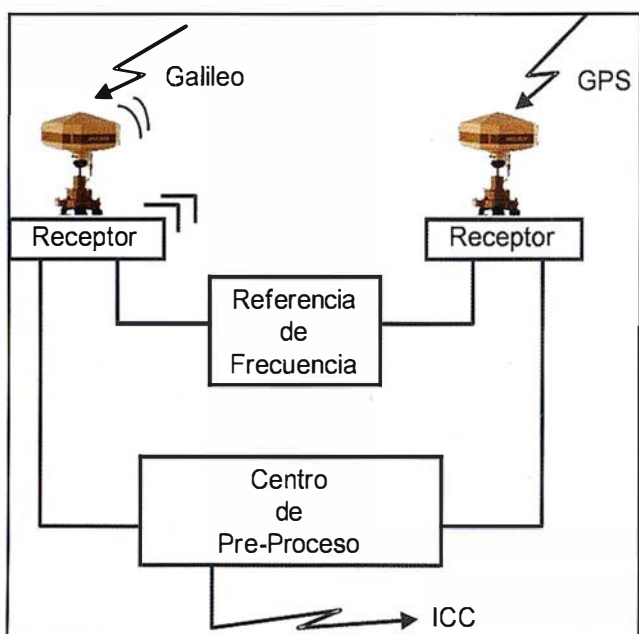 Galileo
GPS
Receptor
Receptor
Referencia
de
Frecuencia
Centro
de
Pre-Proceso
ICC